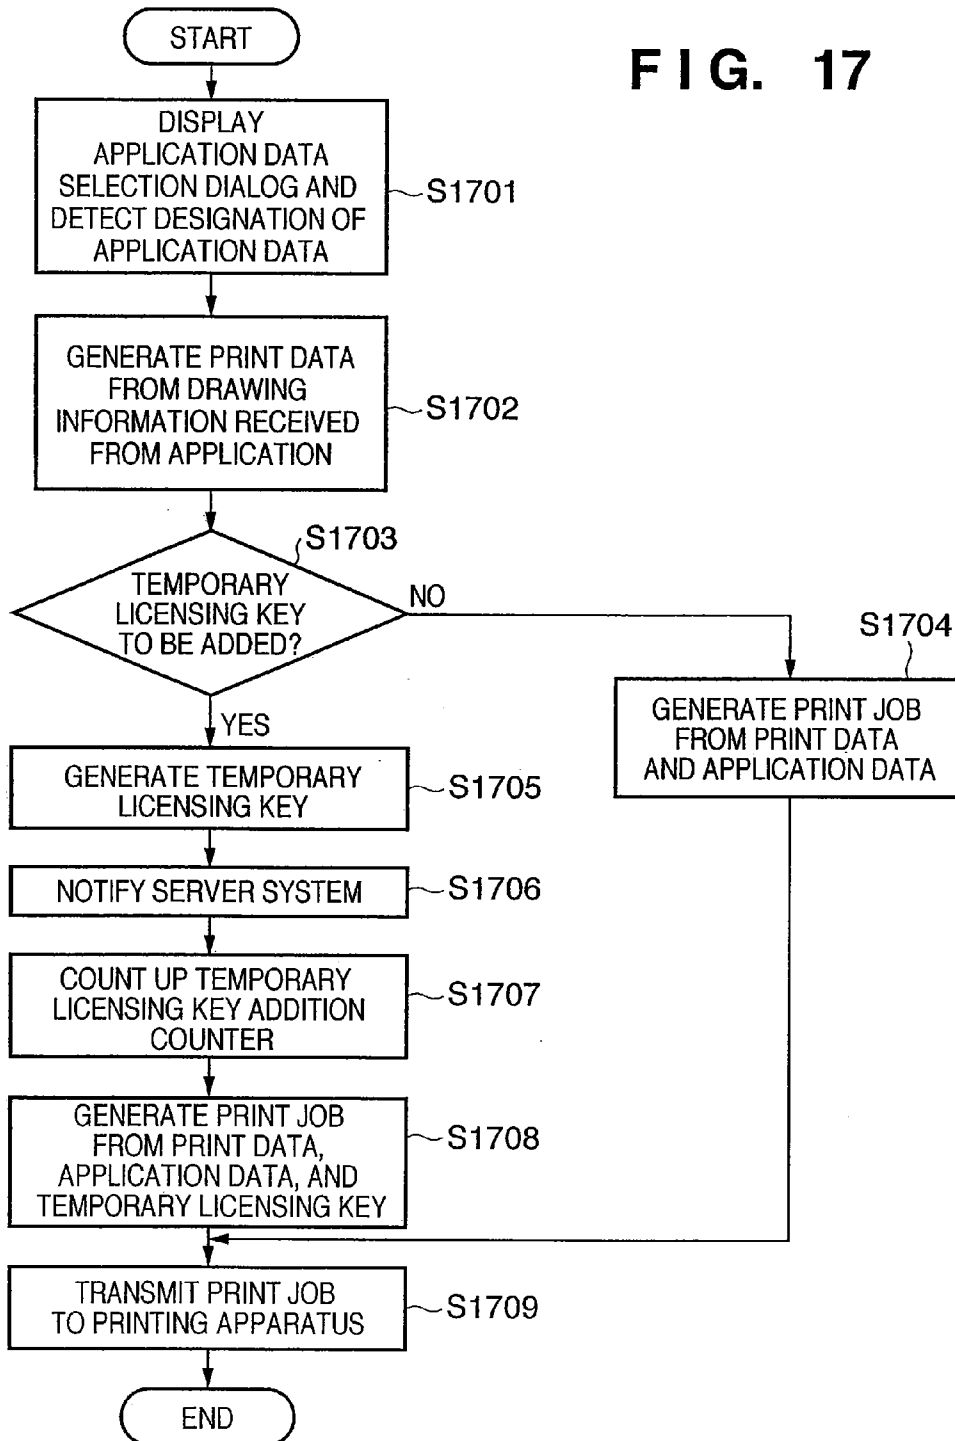 START
FIG. 17
DISPLAY
APPLICATION DATA
SELECTION DIALOG AND
DETECT DESIGNATION OF
APPLICATION DATA
S1701
GENERATE PRINT DATA
FROM DRAWING
INFORMATION RECEIVED
FROM APPLICATION
S1702
S1703
TEMPORARY
LICENSING KEY
TO BE ADDED?
NO
YES
S1704
GENERATE PRINT JOB
FROM PRINT DATA
AND APPLICATION DATA
GENERATE TEMPORARY
LICENSING KEY
S1705
NOTIFY SERVER SYSTEM
S1706
COUNT UP TEMPORARY
LICENSING KEY ADDITION
COUNTER
S1707
GENERATE PRINT JOB
FROM PRINT DATA,
APPLICATION DATA, AND
TEMPORARY LICENSING KEY
S1708
TRANSMIT PRINT JOB
TO PRINTING APPARATUS
S1709
END